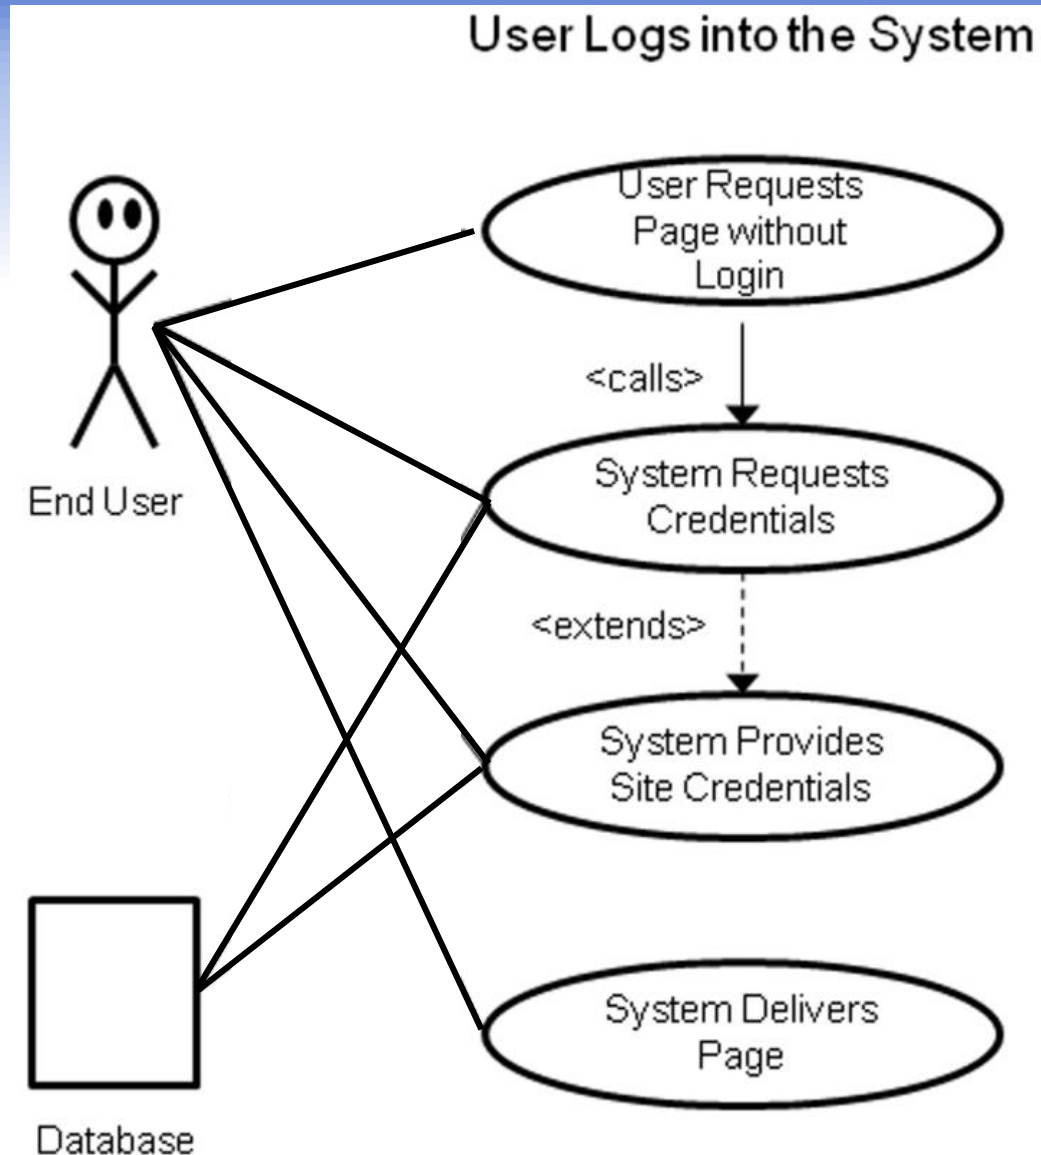 User Logs into the System
User Requests
Page without
Login
<calls>
System Requests
Credentials
End User
<extends>
System Provides
Site Credentials
System Delivers
Page
Database